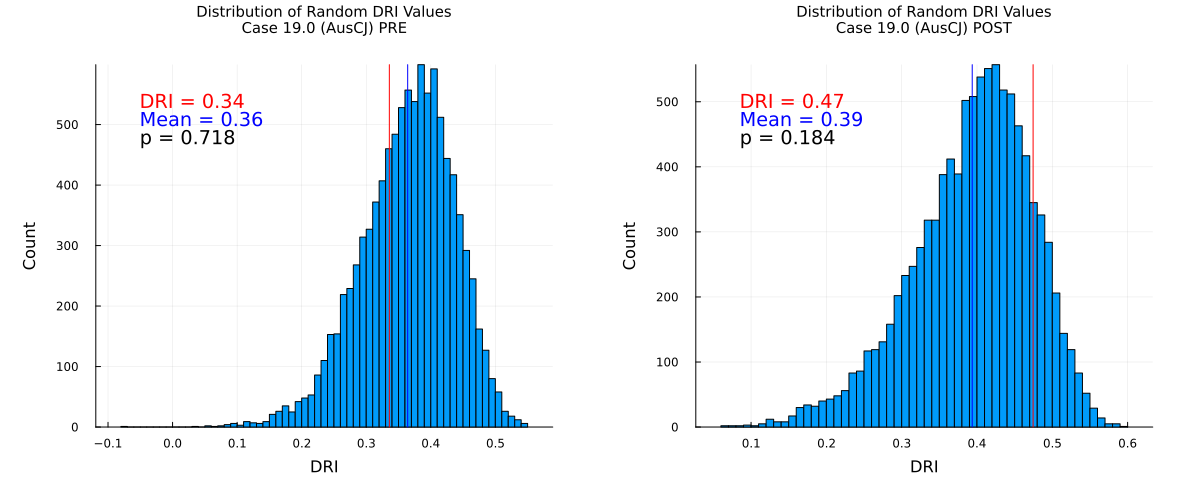 Distribution of Random DRI Values
Case 19.0 (AusCJ) PRE
DRI = 0.34
Mean = 0.36
p = 0.718
Count
500
400
300
200
100
0
−0.1
0.0
0.1
0.2
0.3
0.4
0.5
DRI
Distribution of Random DRI Values
Case 19.0 (AusCJ) POST
DRI = 0.47
Mean = 0.39
p = 0.184
Count
500
400
300
200
100
0
0.1
0.2
0.3
0.4
0.5
0.6
DRI